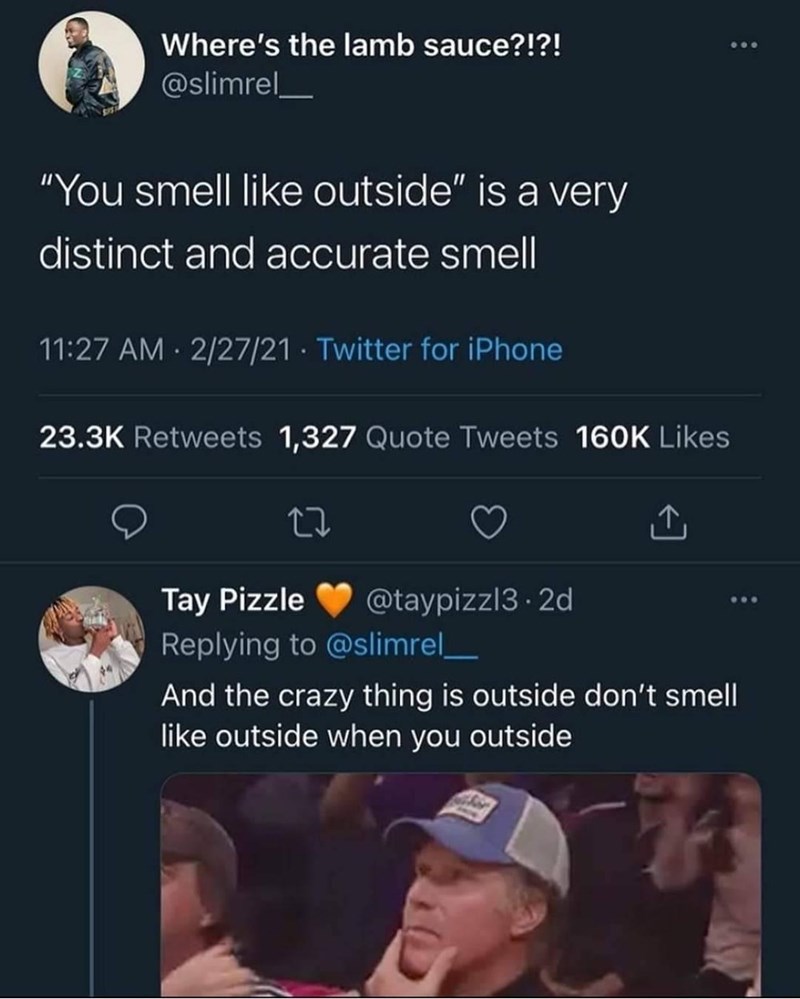 Where's the lamb sauce?!?!
@slimrel__
"You smell like outside" is a very
distinct and accurate smell
11:27 AM · 2/27/21 · Twitter for iPhone
23.3K Retweets 1,327 Quote Tweets 160K Likes
Tay Pizzle 🧡 @taypizzl3 · 2d
Replying to @slimrel__
And the crazy thing is outside don't smell
like outside when you outside